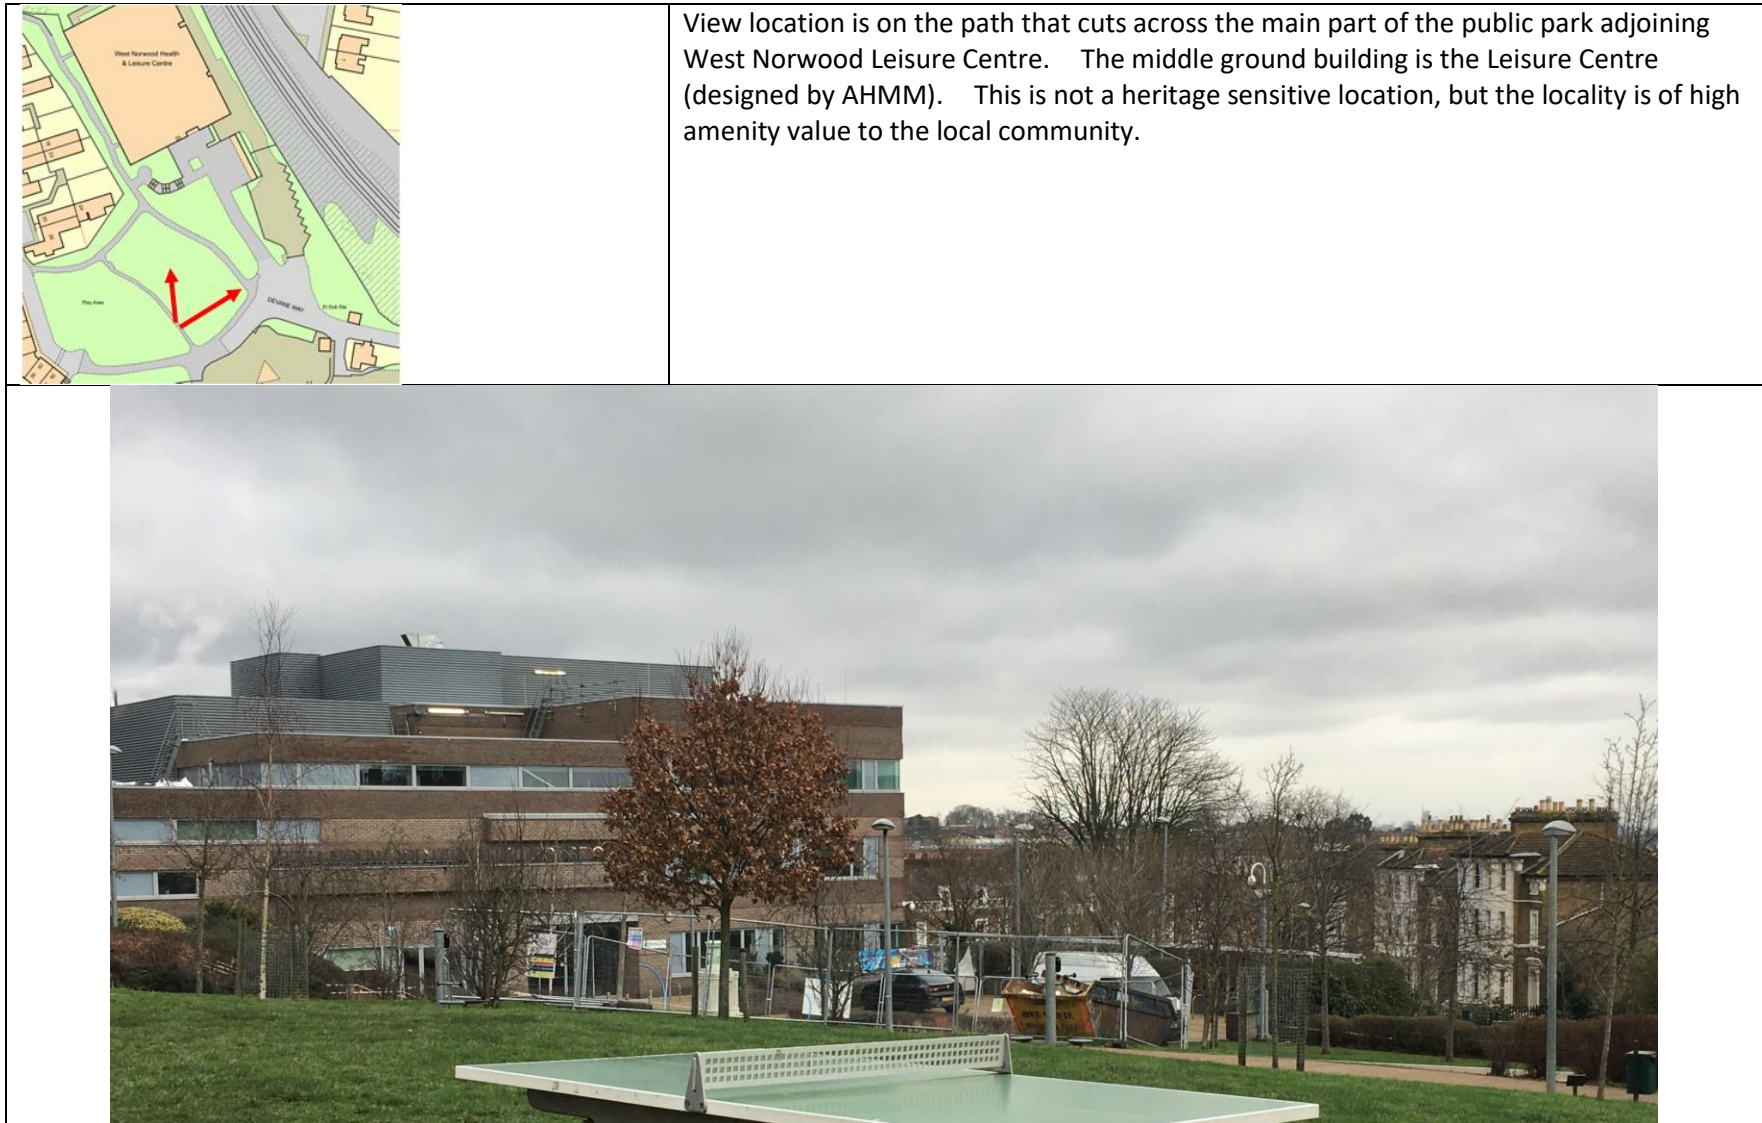 West Norwood Health
& Leisure Centre
Play Area
DEVANE WAY
El Sub Sta
View location is on the path that cuts across the main part of the public park adjoining
West Norwood Leisure Centre. The middle ground building is the Leisure Centre
(designed by AHMM). This is not a heritage sensitive location, but the locality is of high
amenity value to the local community.